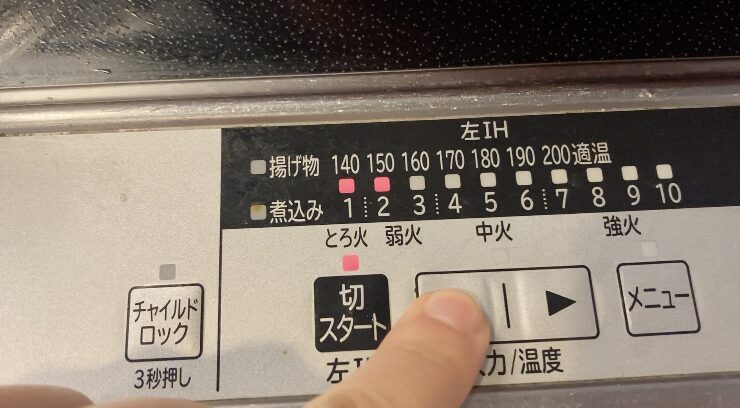 左IH
揚げ物 140 150 160 170 180 190 200 適温
煮込み 1 2 3 4 5 6 7 8 9 10
とろ火 弱火 中火 強火
切
スタート
▶
メニュー
チャイルド
ロック
3秒押し
左I
力/温度